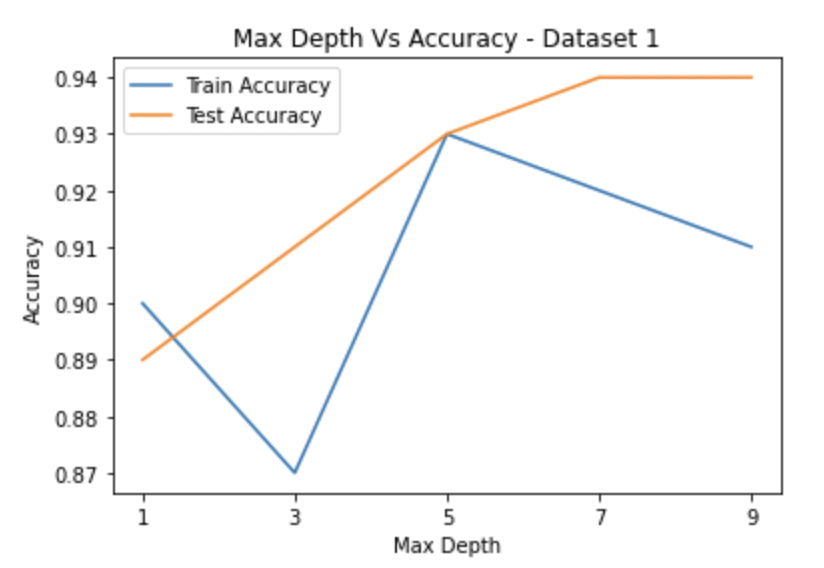 Max Depth Vs Accuracy - Dataset 1
Train Accuracy
Test Accuracy
0.94
0.93
0.92
0.91
0.90
0.89
0.88
0.87
Accuracy
1 3 5 7 9
Max Depth